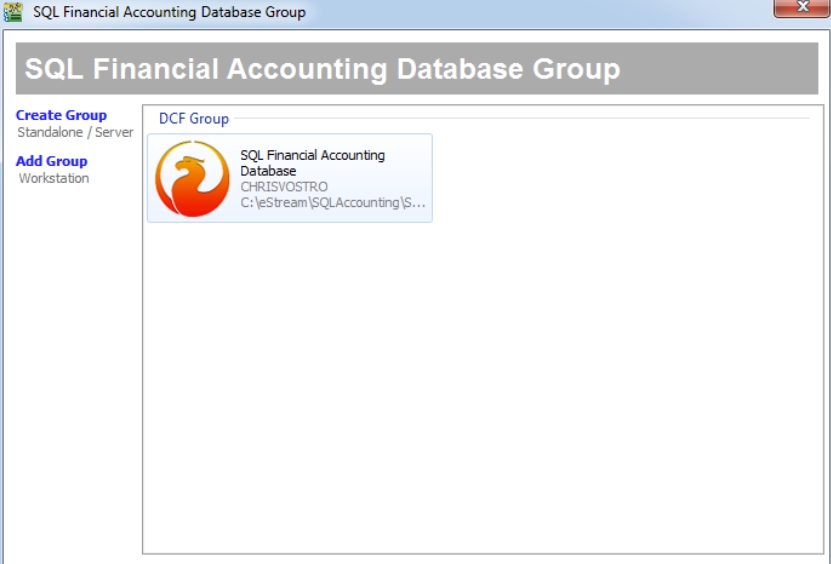 SQL Financial Accounting Database Group
SQL Financial Accounting Database Group
Create Group
Standalone / Server
Add Group
Workstation
DCF Group
SQL Financial Accounting
Database
CHRISVOSTRO
C:\eStream\SQLAccounting\S...